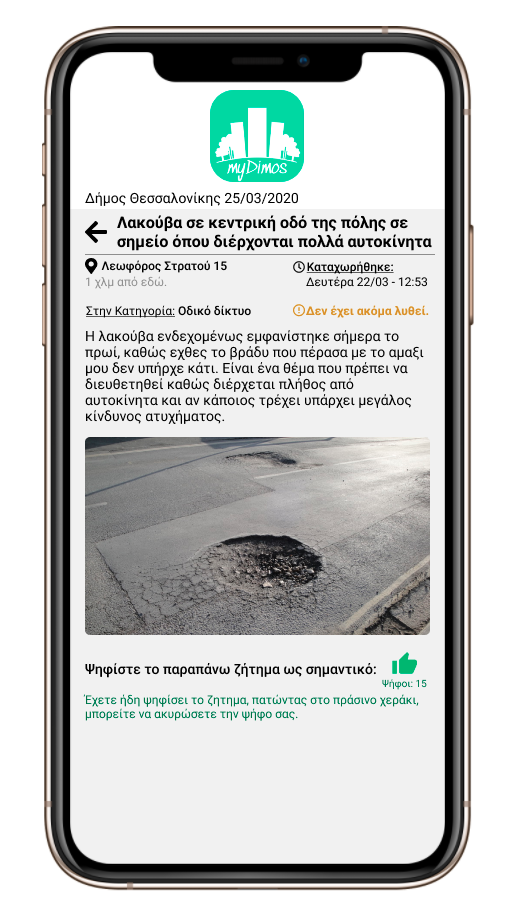 myDimos
Δήμος Θεσσαλονίκης 25/03/2020
Λακούβα σε κεντρική οδό της πόλης σε
σημείο όπου διέρχονται πολλά αυτοκίνητα
Λεωφόρος Στρατού 15
Καταχωρήθηκε:
1 χλμ από εδώ.
Δευτέρα 22/03 - 12:53
Στην Κατηγορία: Οδικό δίκτυο
Δεν έχει ακόμα λυθεί.
Η λακούβα ενδεχομένως εμφανίστηκε σήμερα το
πρωί, καθώς εχθες το βράδυ που πέρασα με το αμαξι
μου δεν υπήρχε κάτι. Είναι ένα θέμα που πρέπει να
διευθετηθεί καθώς διέρχεται πλήθος από
αυτοκίνητα και αν κάποιος τρέχει υπάρχει μεγάλος
κίνδυνος ατυχήματος.
Ψηφίστε το παραπάνω ζήτημα ως σημαντικό:
Ψήφοι: 15
Έχετε ήδη ψηφίσει το ζητημα, πατώντας στο πράσινο χεράκι,
μπορείτε να ακυρώσετε την ψήφο σας.